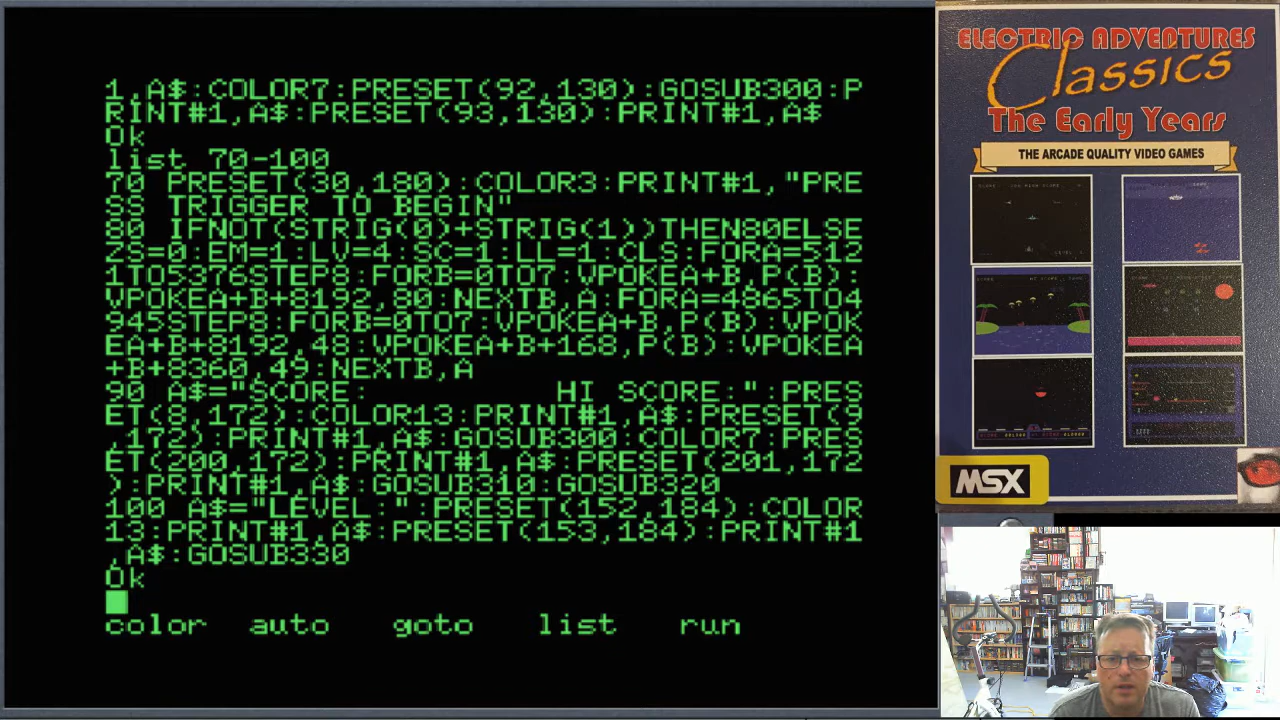 1,A$:COLOR7:PRESET(92,130):GOSUB300:P
RINT#1,A$:PRESET(93,130):PRINT#1,A$
Ok
list 70-100
70 PRESET(30,180):COLOR3:PRINT#1,"PRE
SS TRIGGER TO BEGIN"
80 IFNOT(STRIG(0)+STRIG(1))THEN80ELSE
ZS=0:EM=1:LV=4:SC=1:LL=1:CLS:FORA=512
1TO5376STEP8:FORB=0TO7:VPOKEA+B,P(B):
VPOKEA+B+8192,80:NEXTB,A:FORA=4865TO4
945STEP8:FORB=0TO7:VPOKEA+B,P(B):VPOK
EA+B+8192,48:VPOKEA+B+168,P(B):VPOKEA
+B+8360,49:NEXTB,A
90 A$="SCORE:          HI SCORE:":PRES
ET(8,172):COLOR13:PRINT#1,A$:PRESET(9
,172):PRINT#1,A$:GOSUB300:COLOR7:PRES
ET(200,172):PRINT#1,A$:PRESET(201,172
):PRINT#1,A$:GOSUB310:GOSUB320
100 A$="LEVEL :":PRESET(152,184):COLOR
13:PRINT#1,A$:PRESET(153,184):PRINT#1
,A$:GOSUB330
Ok
color auto goto list run
ELECTRIC ADVENTURES
Classics
The Early Years
THE ARCADE QUALITY VIDEO GAMES
MSX